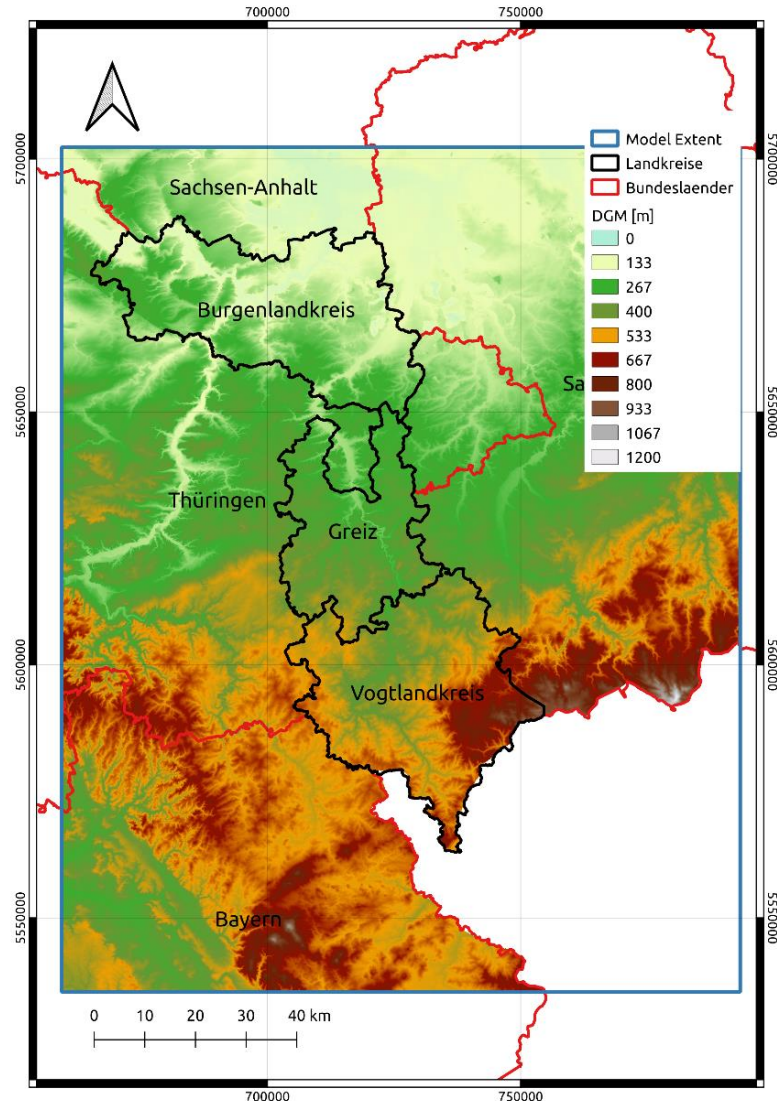 700000
750000
5700000
5700000
Model Extent
Landkreise
Bundeslaender
DGM [m]
0
133
267
400
533
667
800
933
1067
1200
Sachsen-Anhalt
Burgenlandkreis
Sa
5650000
5650000
Thüringen
Greiz
5600000
5600000
Vogtlandkreis
5550000
5550000
Bayern
0 10 20 30 40 km
700000
750000